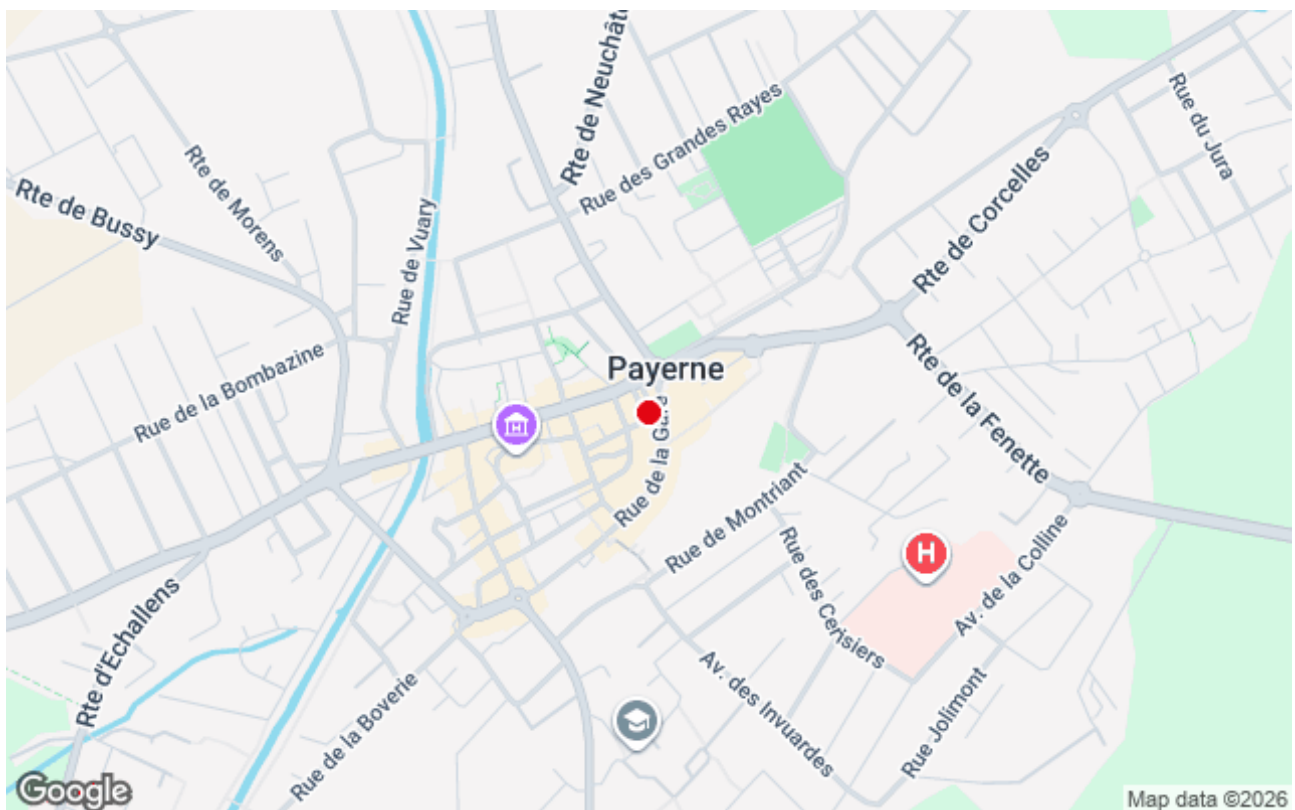 Rte de Neuchât
Rue des Grandes Rayes
Rue du Jura
Rte de Morens
Rte de Bussy
Rue de Vuary
Rte de Corcelles
Rue de la Bombazine
Payerne
Rte de la Fenette
Rue de la Gare
H
Rue de Montriant
Rue des Cerisiers
H
Av. de la Colline
Rte d'Echallens
Rue de la Boverie
Av. des Invuardes
Rue Jolimont
Google
Map data ©2026